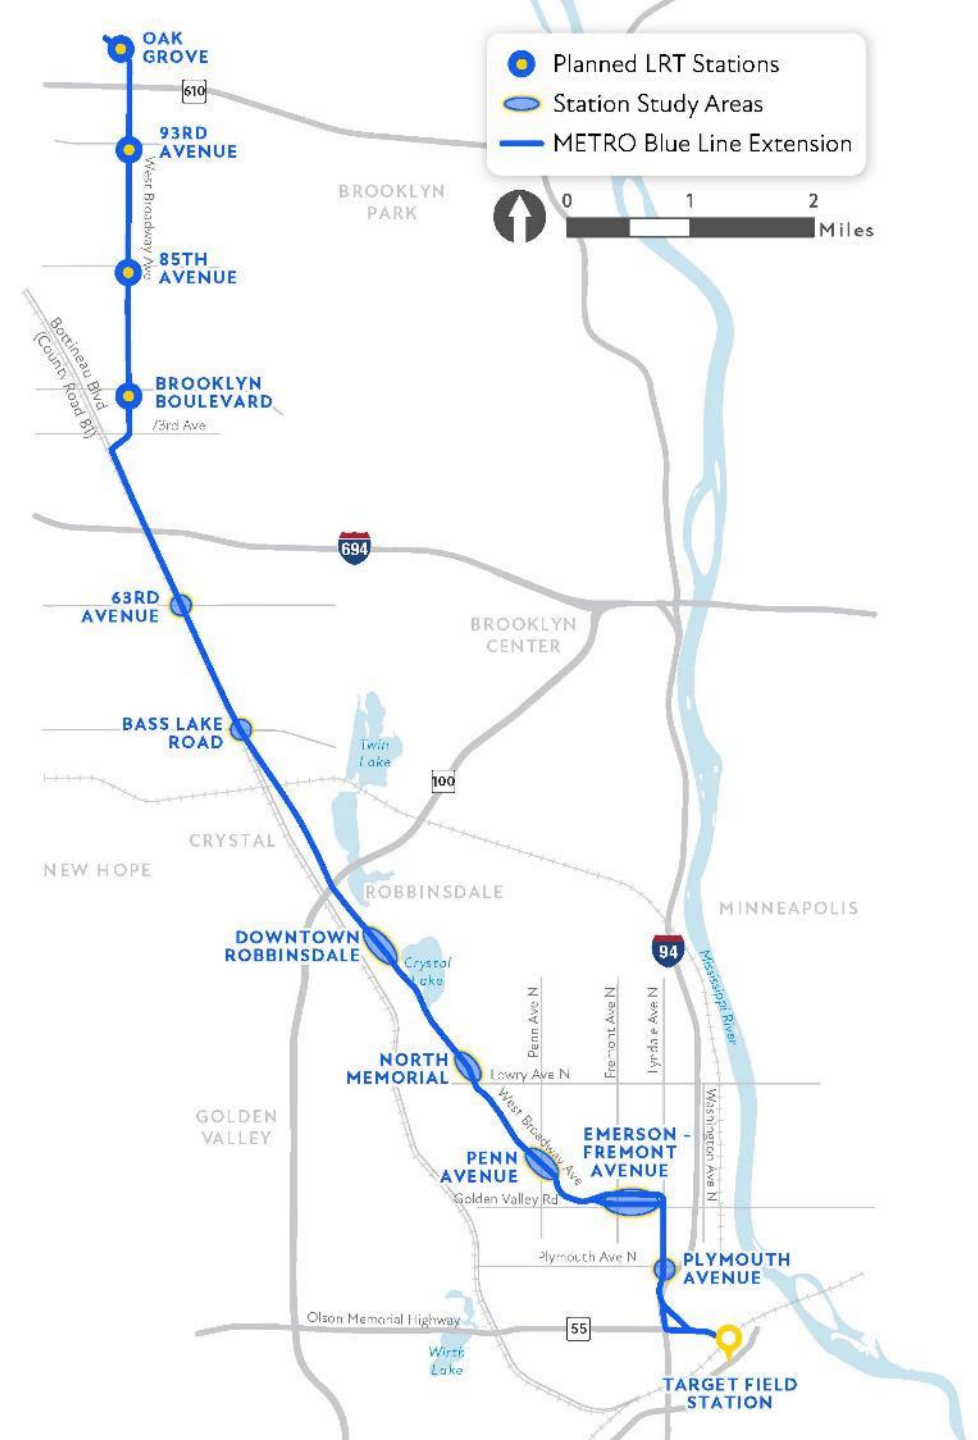 OAK
GROVE
Planned LRT Stations
Station Study Areas
METRO Blue Line Extension
610
93RD
AVENUE
West Broadway Ave
BROOKLYN
PARK
0 1 2
Miles
85TH
AVENUE
Bottineau Blvd
(County Road 81)
BROOKLYN
BOULEVARD
73rd Ave
694
63RD
AVENUE
BROOKLYN
CENTER
BASS LAKE
ROAD
Twin
Lake
100
CRYSTAL
NEW HOPE
ROBBINSDALE
MINNEAPOLIS
DOWNTOWN
ROBBINSDALE
Crystal
Lake
94
Mississippi River
Penn Ave N
Fremont Ave N
Lyndale Ave N
NORTH
MEMORIAL
Lowry Ave N
West Broadway Ave
Washington Ave N
GOLDEN
VALLEY
EMERSON -
FREMONT
AVENUE
PENN
AVENUE
Golden Valley Rd
Plymouth Ave N
PLYMOUTH
AVENUE
Olson Memorial Highway
55
Wirth
Lake
TARGET FIELD
STATION